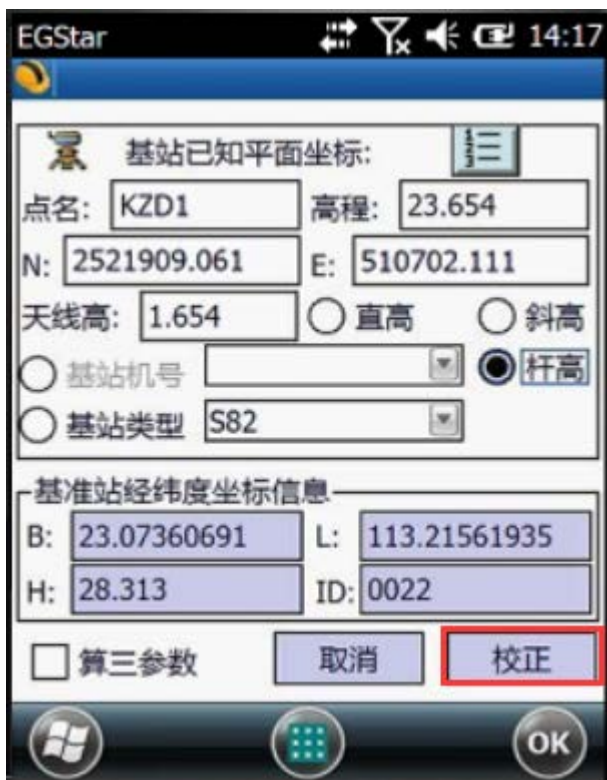 EGStar 14:17
基站已知平面坐标:
点名: KZD1 高程: 23.654
N: 2521909.061 E: 510702.111
天线高: 1.654 直高 斜高
基站机号 杆高
基站类型 S82
基准站经纬度坐标信息
B: 23.07360691 L: 113.21561935
H: 28.313 ID: 0022
算三参数 取消 校正
OK